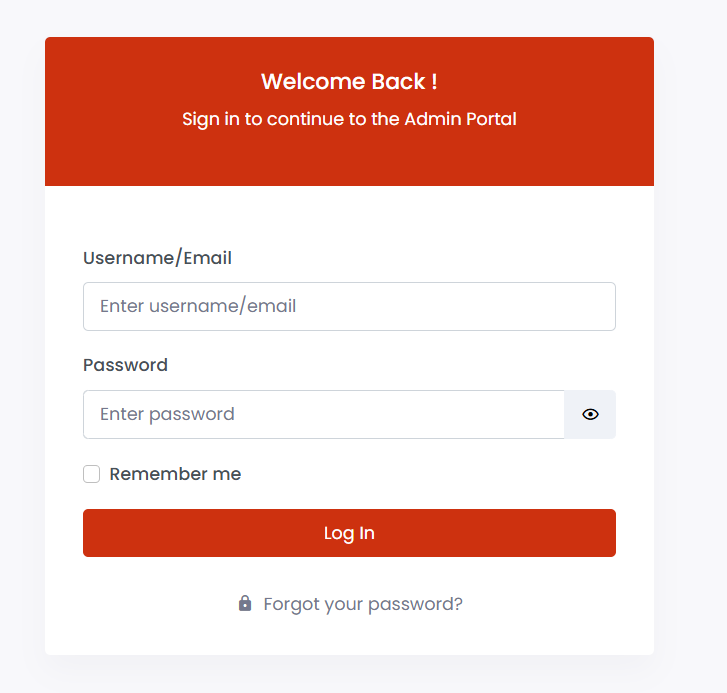 Welcome Back !
Sign in to continue to the Admin Portal
Username/Email
Enter username/email
Password
Enter password
Remember me
Log In
Forgot your password?